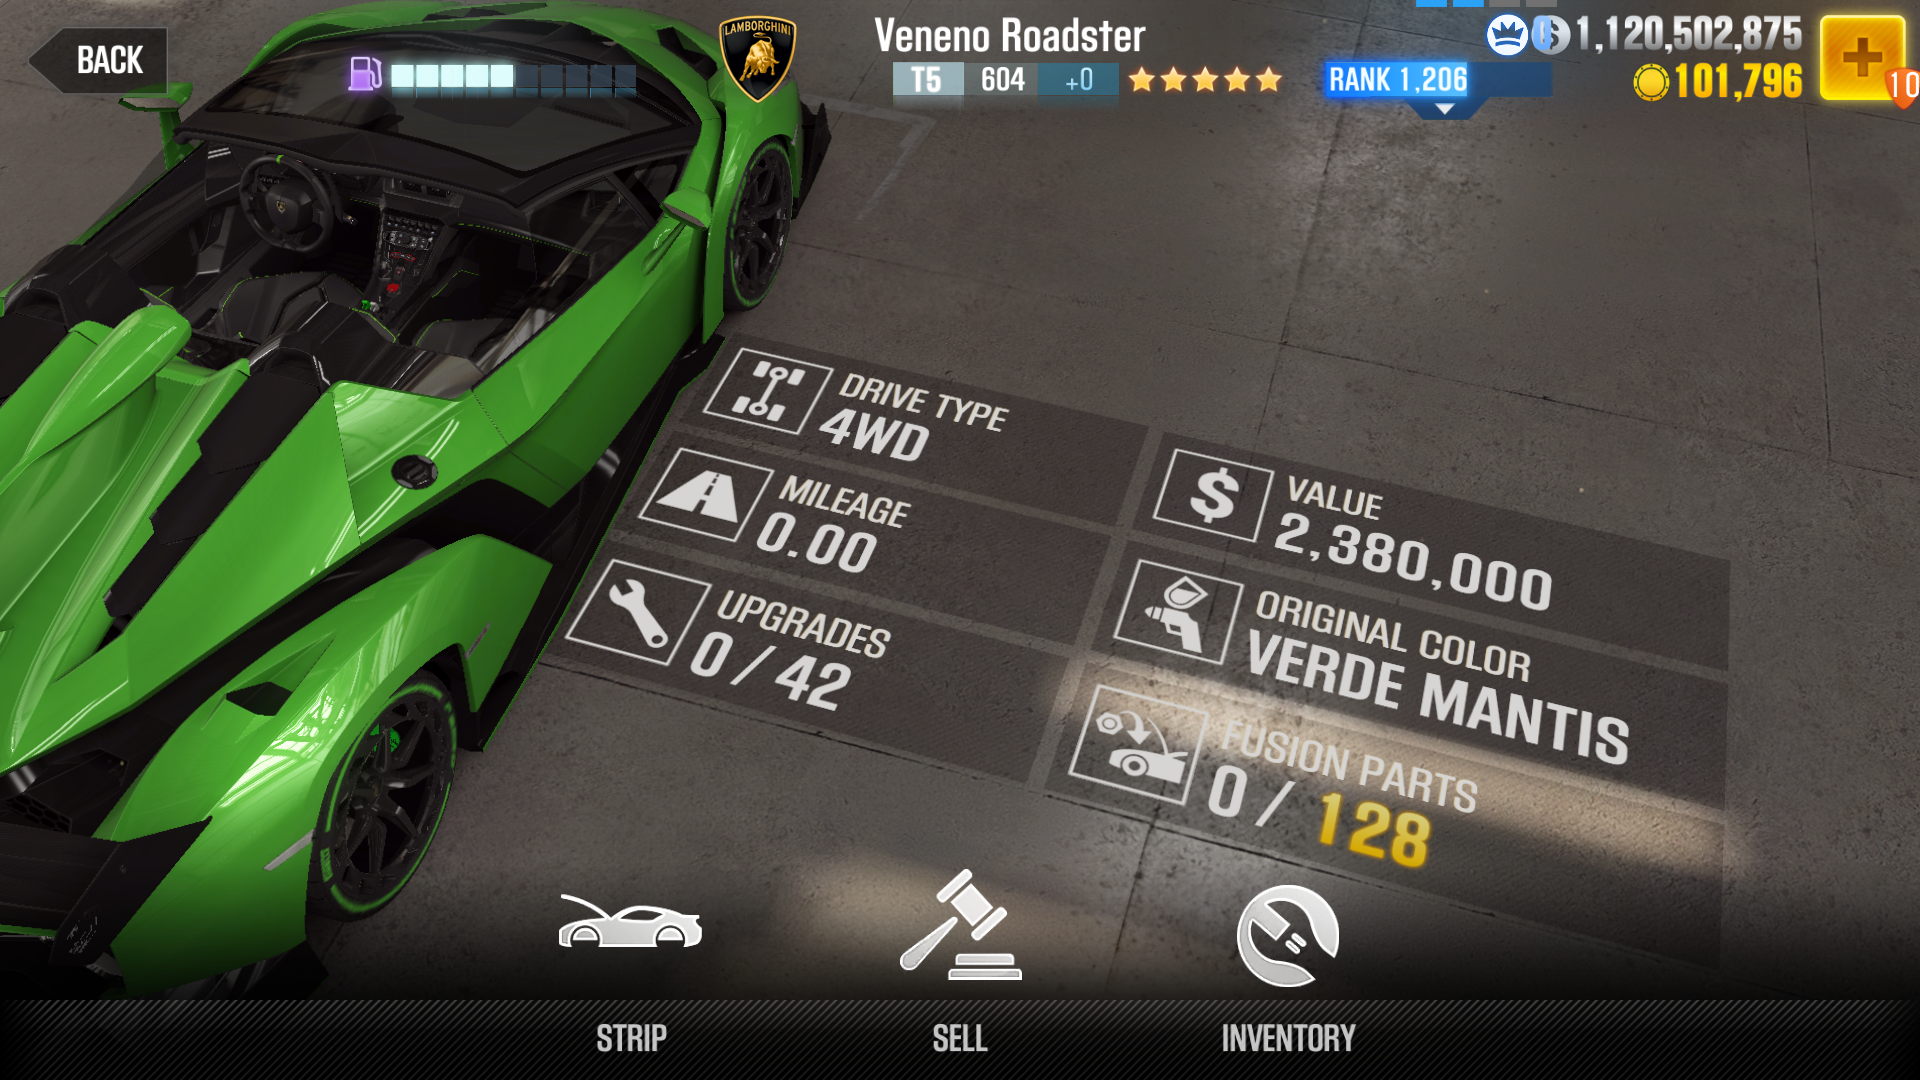 BACK
LAMBORGHINI
Veneno Roadster
T5 604 +0
RANK 1,206
1,120,502,875
101,796
10
DRIVE TYPE
4WD
MILEAGE
0.00
UPGRADES
0/42
VALUE
2,380,000
ORIGINAL COLOR
VERDE MANTIS
FUSION PARTS
0/ 128
STRIP
SELL
INVENTORY